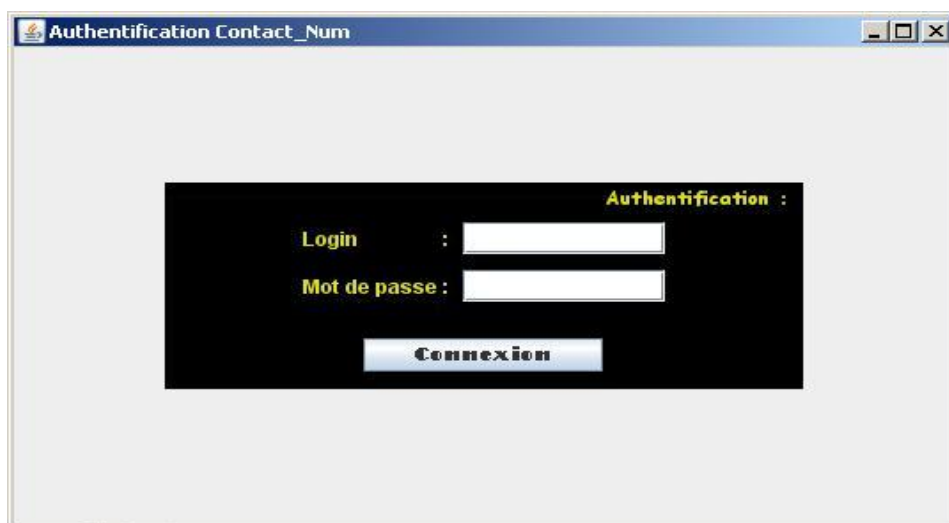 Authentification Contact_Num
Authentification :
Login :
Mot de passe :
Connexion